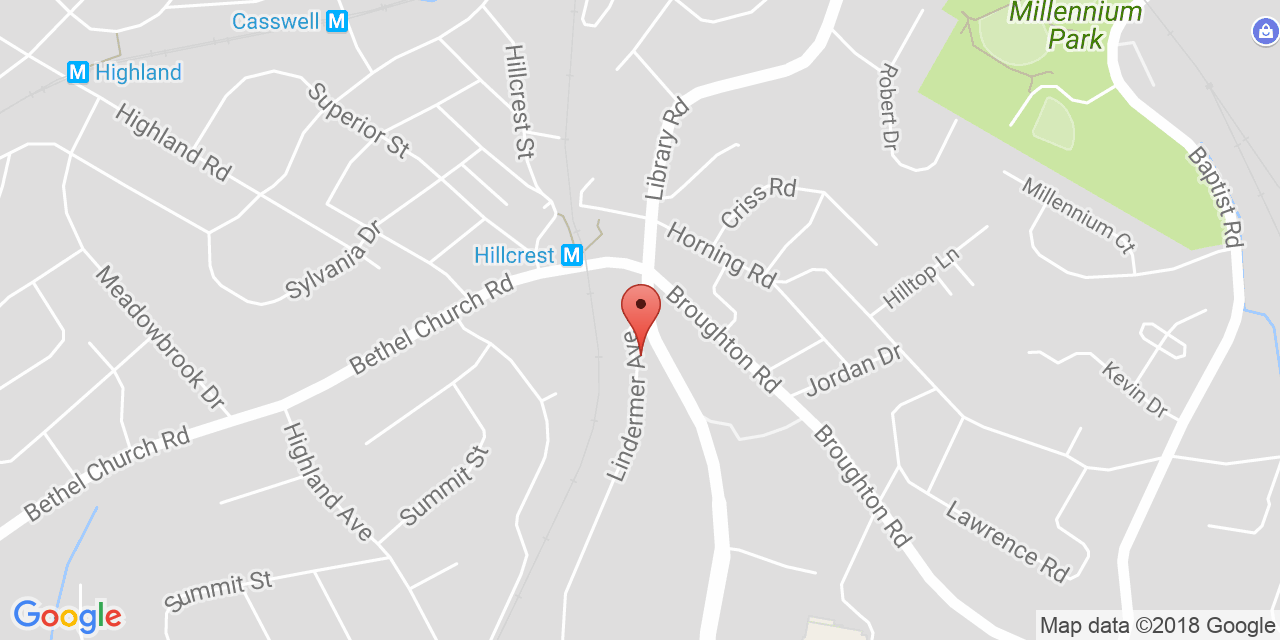 Casswell
M
Millennium
Park
M
Highland
Hillcrest St
Superior St
Robert Dr
Library Rd
Highland Rd
Baptist Rd
Criss Rd
Millennium Ct
Sylvania Dr
Horning Rd
Hillcrest
M
Hilltop Ln
Meadowbrook Dr
Bethel Church Rd
Broughton Rd
Lindermer Ave
Jordan Dr
Kevin Dr
Bethel Church Rd
Highland Ave
Summit St
Broughton Rd
Lawrence Rd
Summit St
Google
Map data ©2018 Google